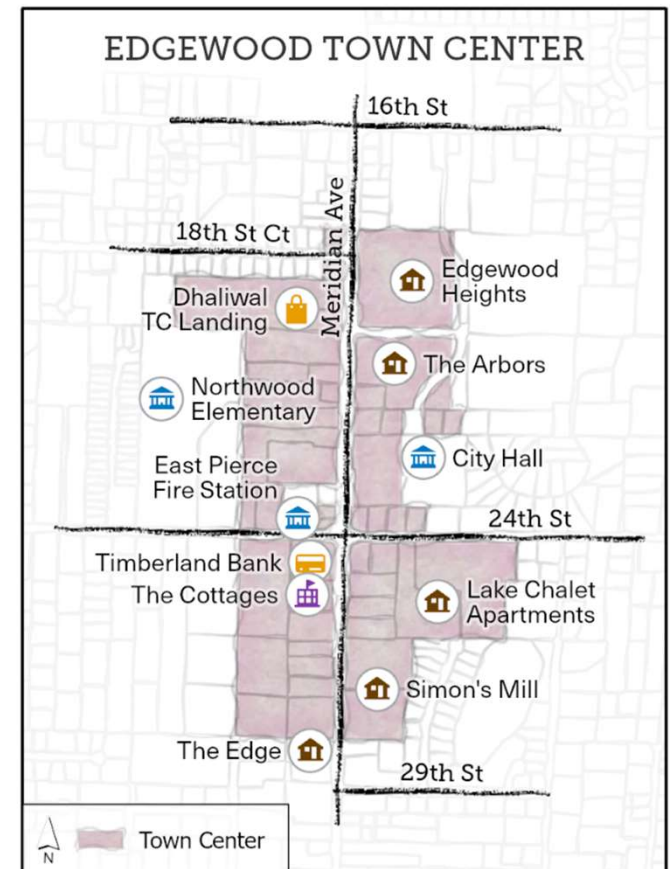 EDGEWOOD TOWN CENTER
16th St
Meridian Ave
18th St Ct
Edgewood
Heights
Dhaliwal
TC Landing
The Arbors
Northwood
Elementary
City Hall
East Pierce
Fire Station
24th St
Timberland Bank
The Cottages
Lake Chalet
Apartments
Simon's Mill
The Edge
29th St
N
Town Center